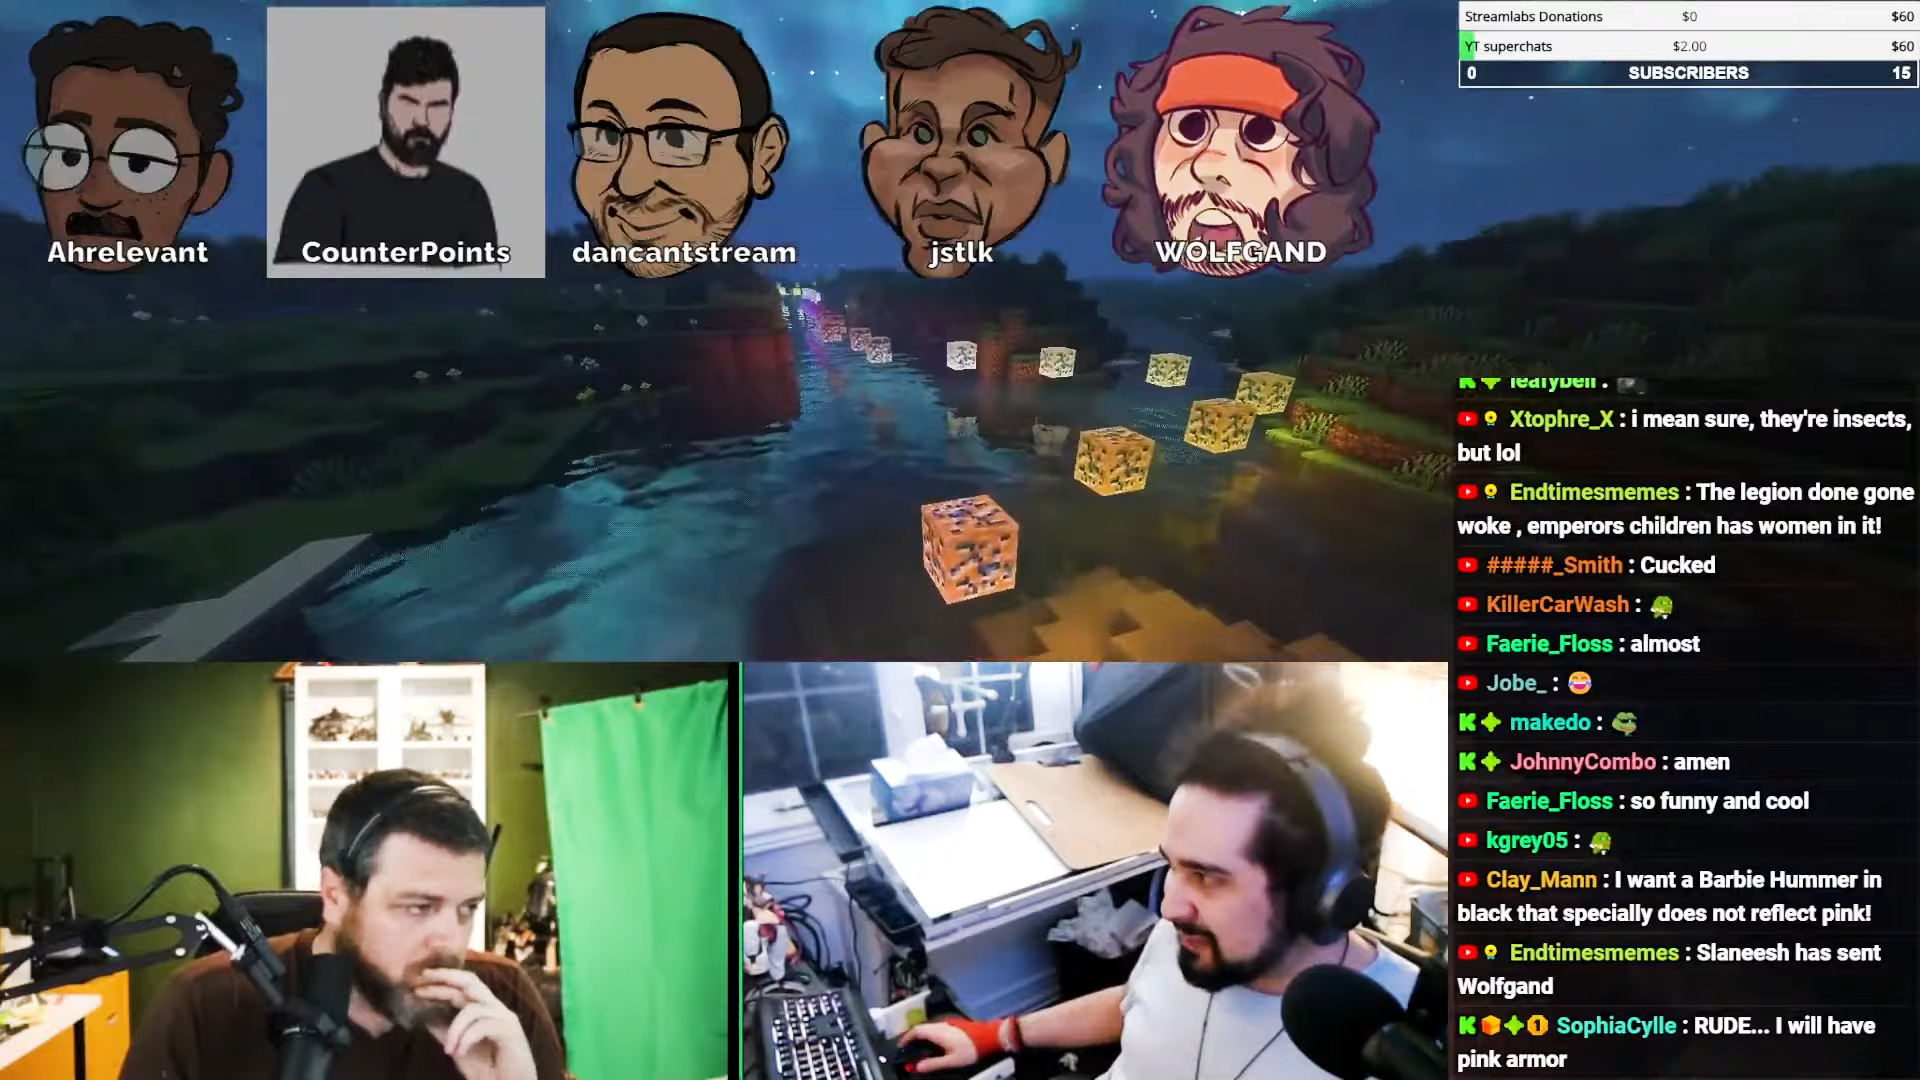 Ahrelevant
CounterPoints
dancantstream
jstlk
WOLFGAND
Streamlabs Donations $0 $60
YT superchats $2.00 $60
0 SUBSCRIBERS 15
leafybell :
Xtophre_X : i mean sure, they're insects,
but lol
Endtimesmemes : The legion done gone
woke , emperors children has women in it!
#####_Smith : Cucked
KillerCarWash :
Faerie_Floss : almost
Jobe_ :
makedo :
JohnnyCombo : amen
Faerie_Floss : so funny and cool
kgrey05 :
Clay_Mann : I want a Barbie Hummer in
black that specially does not reflect pink!
Endtimesmemes : Slaneesh has sent
Wolfgand
SophiaCylle : RUDE... I will have
pink armor